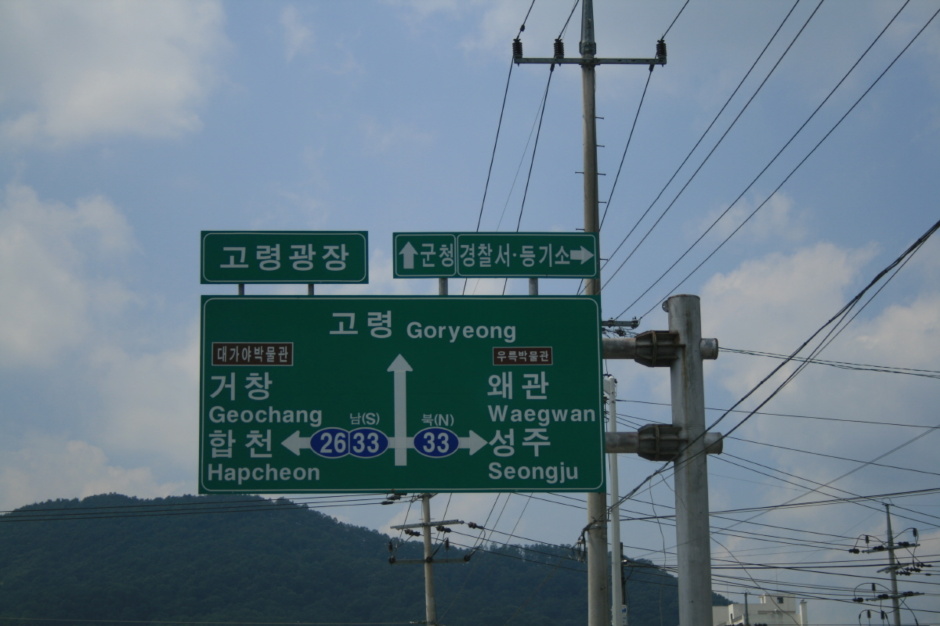 고령광장
군청 경찰서·등기소
고령 Goryeong
대가야박물관
거창
Geochang
합천
Hapcheon
남(S)
26 33
북(N)
33
우륵박물관
왜관
Waegwan
성주
Seongju